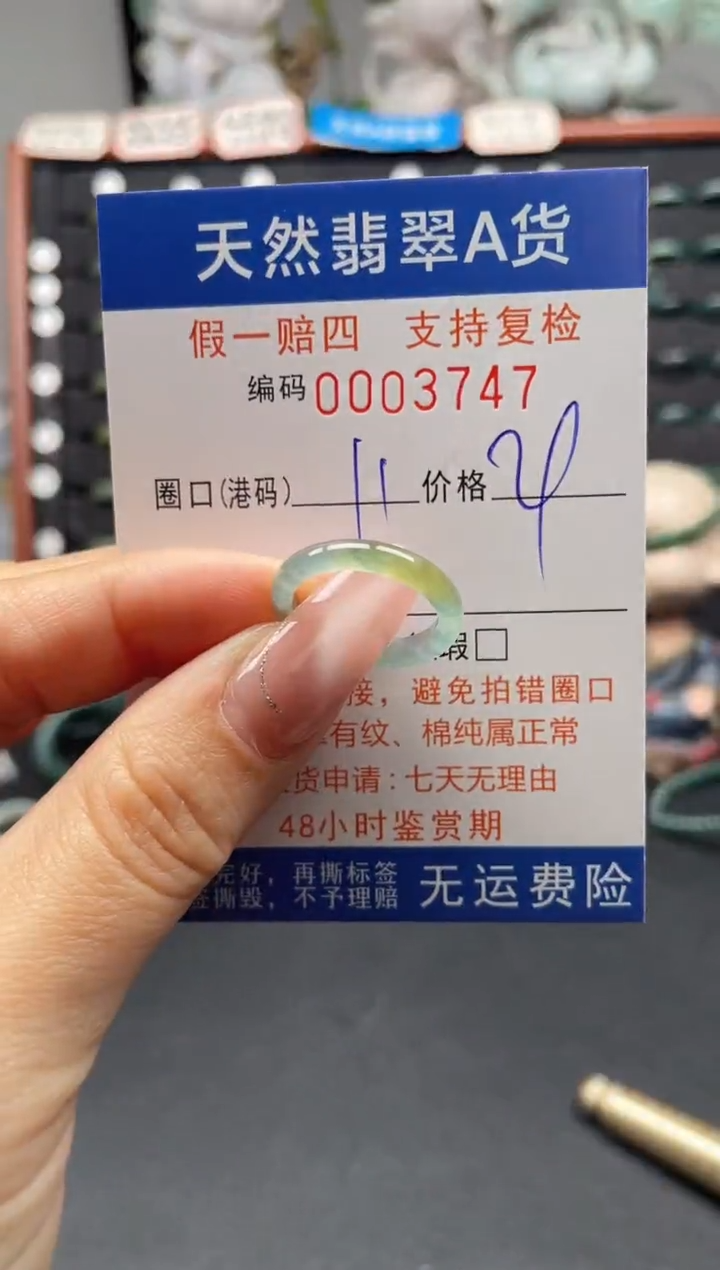 天然翡翠A货
假一赔四 支持复检
编码 0003747
圈口(港码) 11 价格 4
瑕□
接，避免拍错圈口
有纹、棉纯属正常
货申请:七天无理由
48小时鉴赏期
完好，再撕标签
签撕毁，不予理赔
无运费险